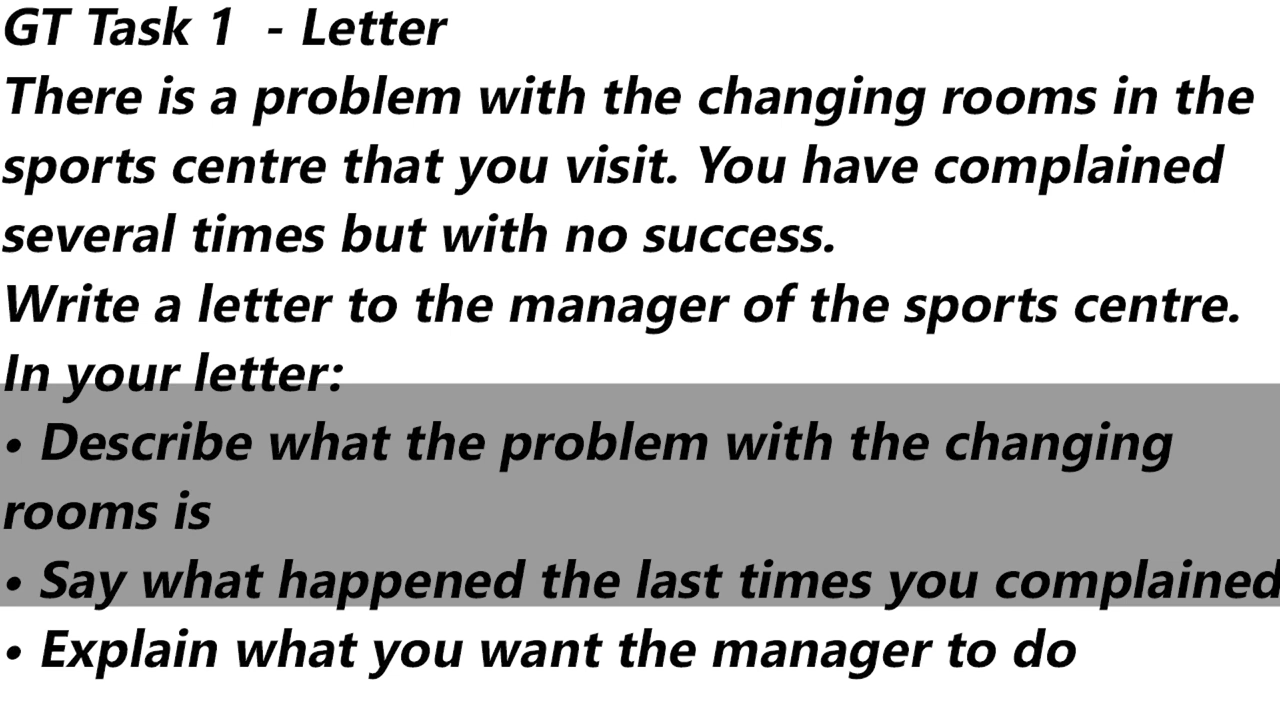 GT Task 1 - Letter
There is a problem with the changing rooms in the
sports centre that you visit. You have complained
several times but with no success.
Write a letter to the manager of the sports centre.
In your letter:
• Describe what the problem with the changing
rooms is
• Say what happened the last times you complained
• Explain what you want the manager to do